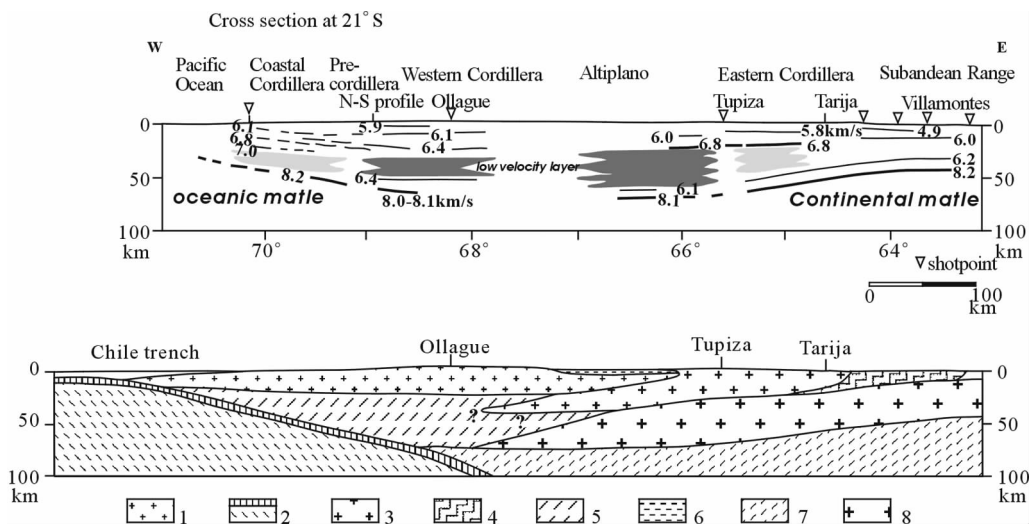 Cross section at 21° S
W
E
Pacific Ocean
Coastal Cordillera
Pre-cordillera
Western Cordillera
Altiplano
Eastern Cordillera
Subandean Range
N-S profile
Ollague
Tupiza
Tarija
Villamontes
0
50
100
km
6.1
6.8
7.0
8.2
5.9
6.1
6.4
6.4
8.0-8.1km/s
low velocity layer
6.0
6.8
6.1
8.1
5.8km/s
6.8
4.9
6.0
6.2
8.2
oceanic matle
Continental matle
0
50
100
km
70°
68°
66°
64°
shotpoint
0
100
km
Chile trench
Ollague
Tupiza
Tarija
0
50
100
km
?
?
0
50
100
km
1
2
3
4
5
6
7
8